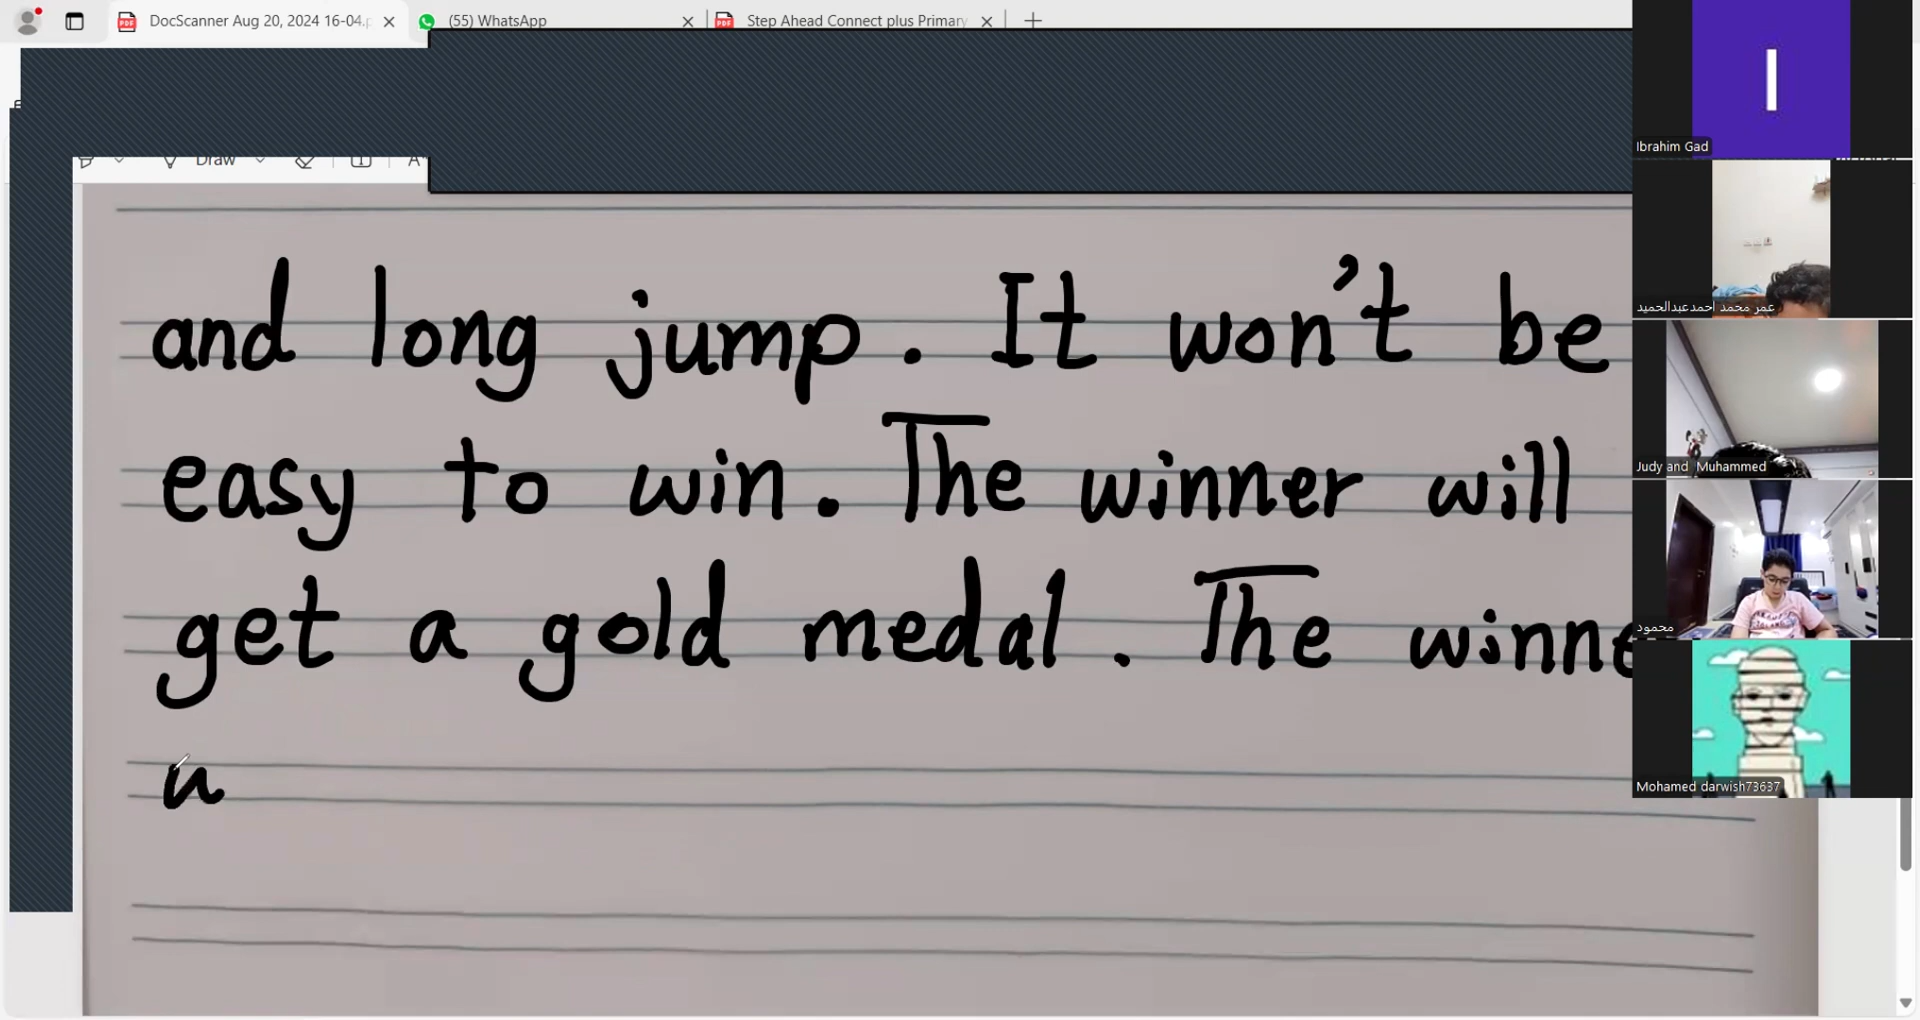 DocScanner Aug 20, 2024 16-04.p
(55) WhatsApp
Step Ahead Connect plus Primary
Draw
and long jump. It won't be
easy to win. The winner will
get a gold medal. The winne
I
Ibrahim Gad
عمر محمد احمدعبدالحميد
Judy and Muhammed
محمود
Mohamed darwish73637